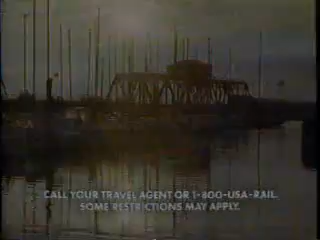 CALL YOUR TRAVEL AGENT OR 1-800-USA-RAIL.
SOME RESTRICTIONS MAY APPLY.